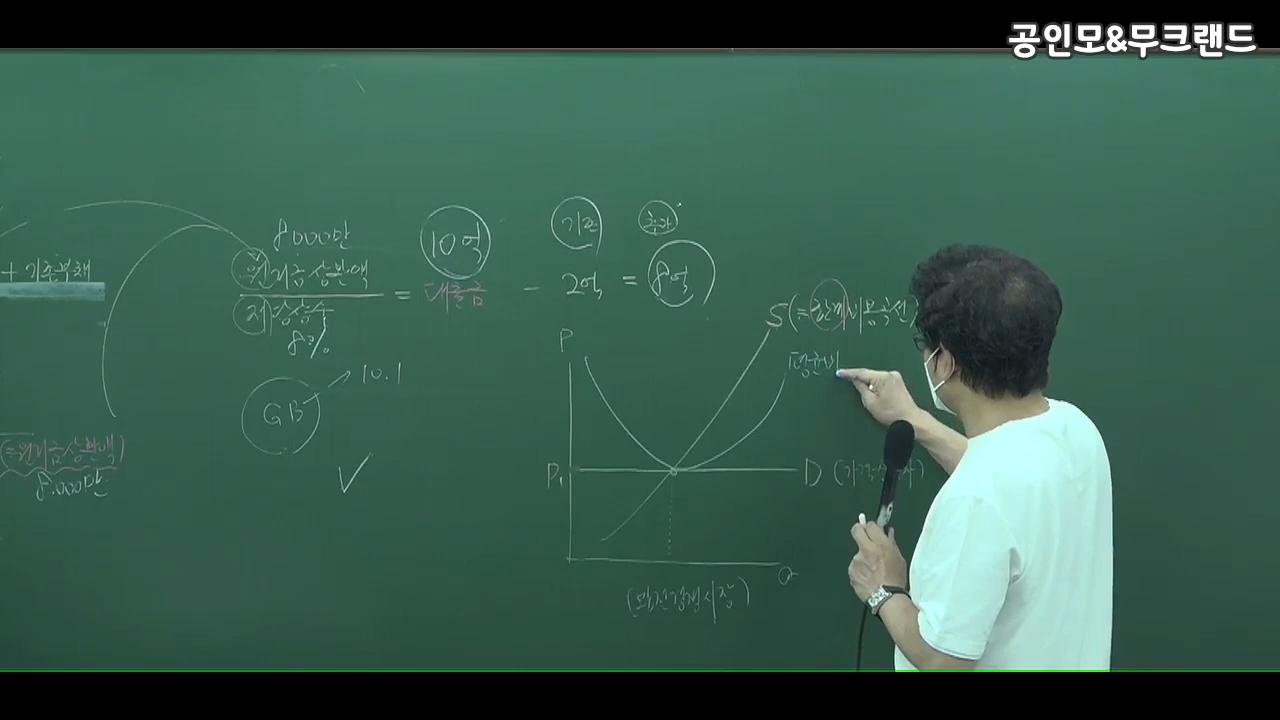 공인모&무크랜드
+ 기존부채
8000만
원리금상환액
저당상수
8%
=
10억
대출금
-
기존
2억
=
추가
8억
GB
10.1
(=원리금상환액)
8.000만
P
S (=한계비용곡선)
평균비
P₁
D (가격
Q
(완전경쟁시장)